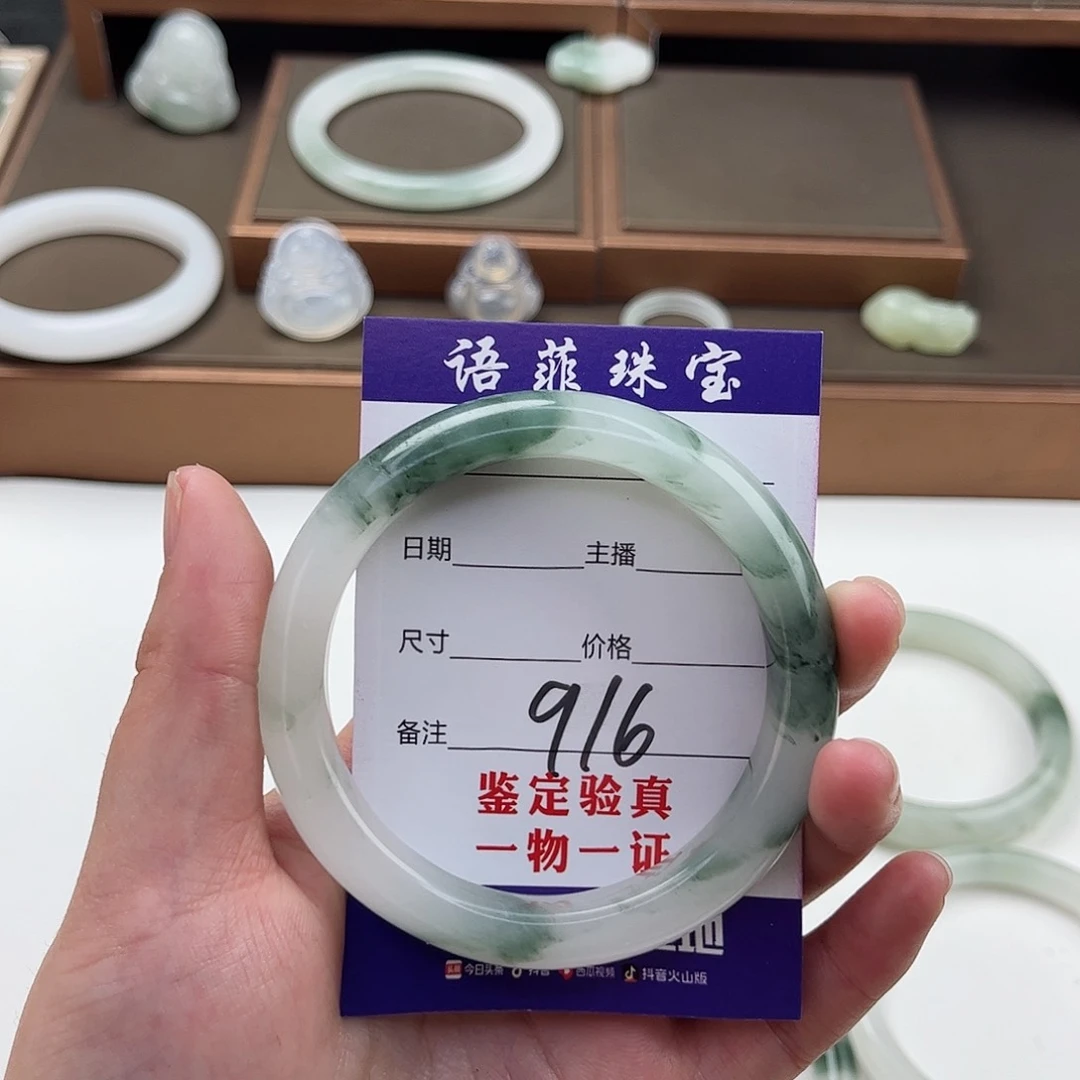 语菲珠宝
日期 主播
尺寸 价格
备注 916
鉴定验真
一物一证
地
今日头条 抖音 西瓜视频 抖音火山版